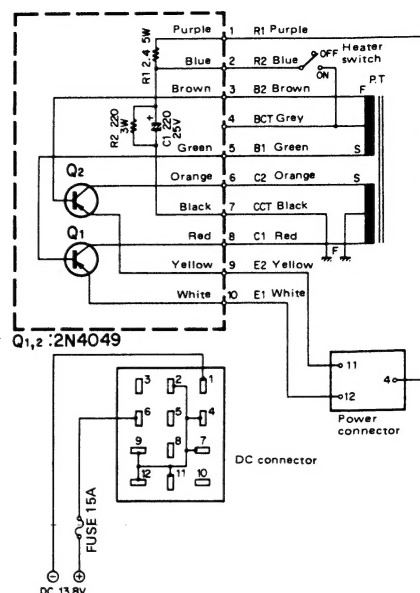 Purple 1 R1 Purple
R1 2.4 5W
Blue 2 R2 Blue
OFF
Heater
switch
ON
Brown 3 B2 Brown
P.T
F
R2 220
3W
+
C1 220
25V
4 BCT Grey
Green 5 B1 Green
S
Orange 6 C2 Orange
S
Q2
Black 7 CCT Black
Red 8 C1 Red
F
Q1
Yellow 9 E2 Yellow
White 10 E1 White
Q1,2 : 2N4049
11
4
12
Power
connector
3 2 1
6 5 4
9 8 7
12 11 10
DC connector
FUSE 15A
⊖ ⊕
DC 13.8V